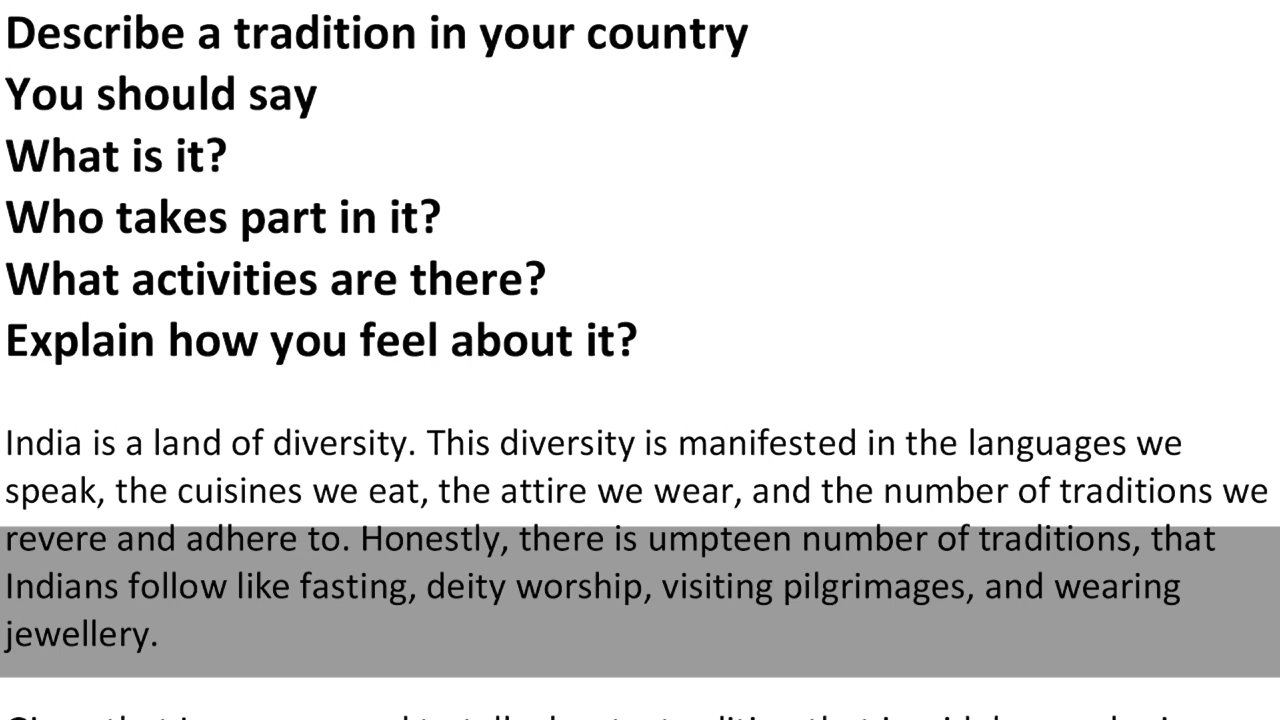 Describe a tradition in your country
You should say
What is it?
Who takes part in it?
What activities are there?
Explain how you feel about it?
India is a land of diversity. This diversity is manifested in the languages we
speak, the cuisines we eat, the attire we wear, and the number of traditions we
revere and adhere to. Honestly, there is umpteen number of traditions, that
Indians follow like fasting, deity worship, visiting pilgrimages, and wearing
jewellery.